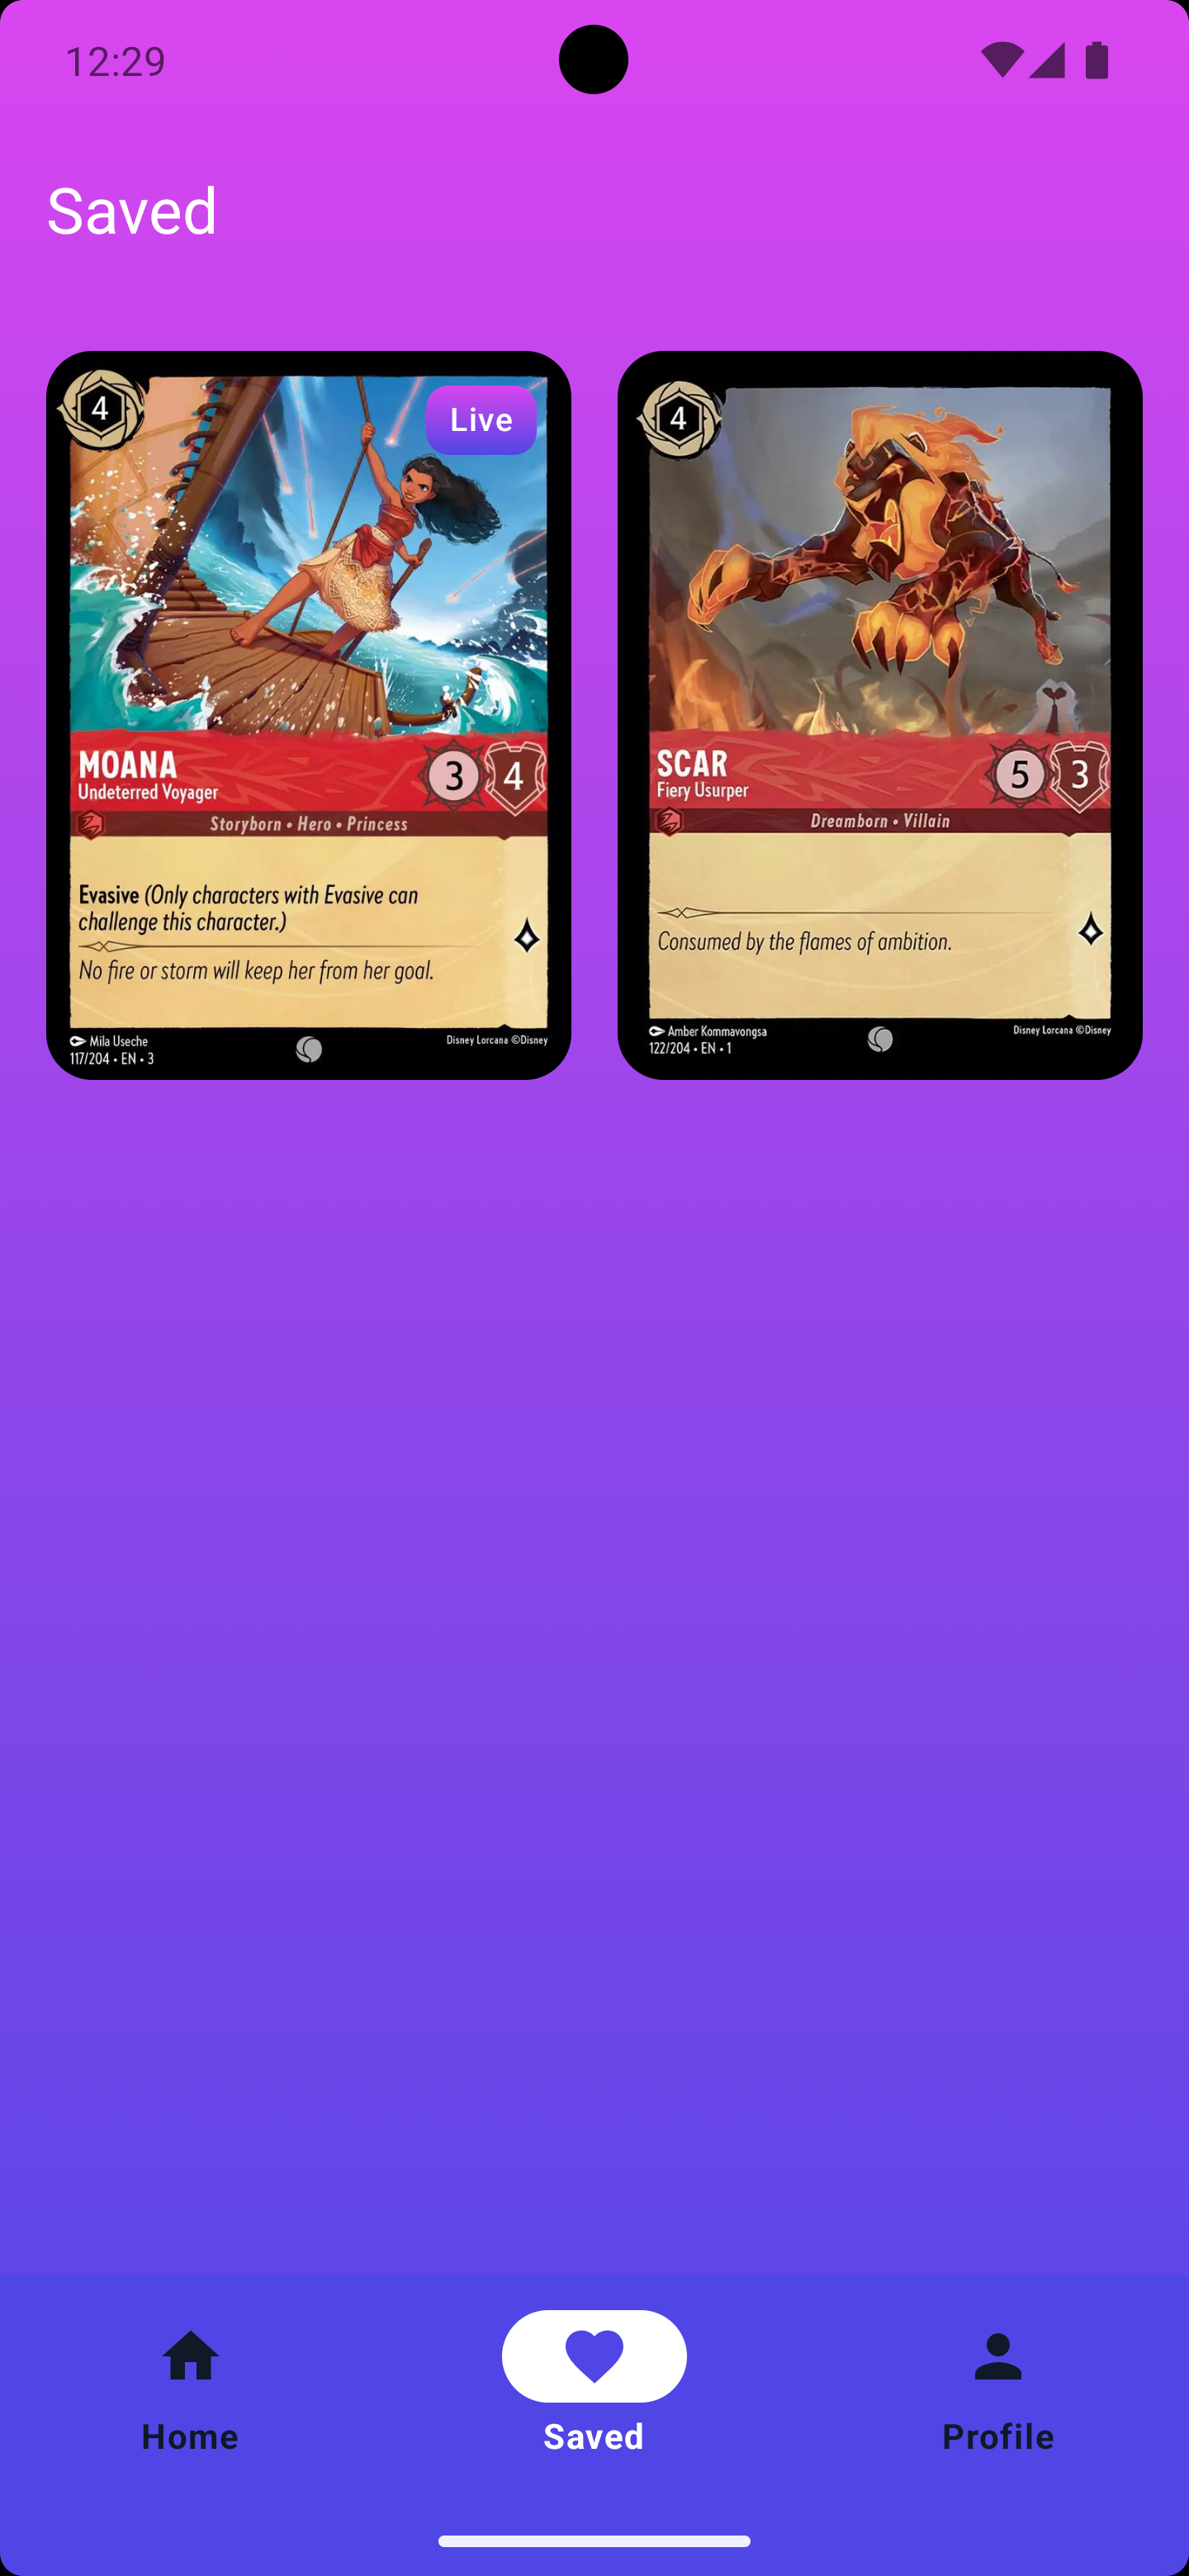 12:29
Saved
4
Live
MOANA
Undeterred Voyager
3
4
Storyborn • Hero • Princess
Evasive (Only characters with Evasive can
challenge this character.)
No fire or storm will keep her from her goal.
Mila Useche
117/204 • EN • 3
Disney Lorcana ©Disney
4
SCAR
Fiery Usurper
5
3
Dreamborn • Villain
Consumed by the flames of ambition.
Amber Kommavongsa
122/204 • EN • 1
Disney Lorcana ©Disney
Home
Saved
Profile